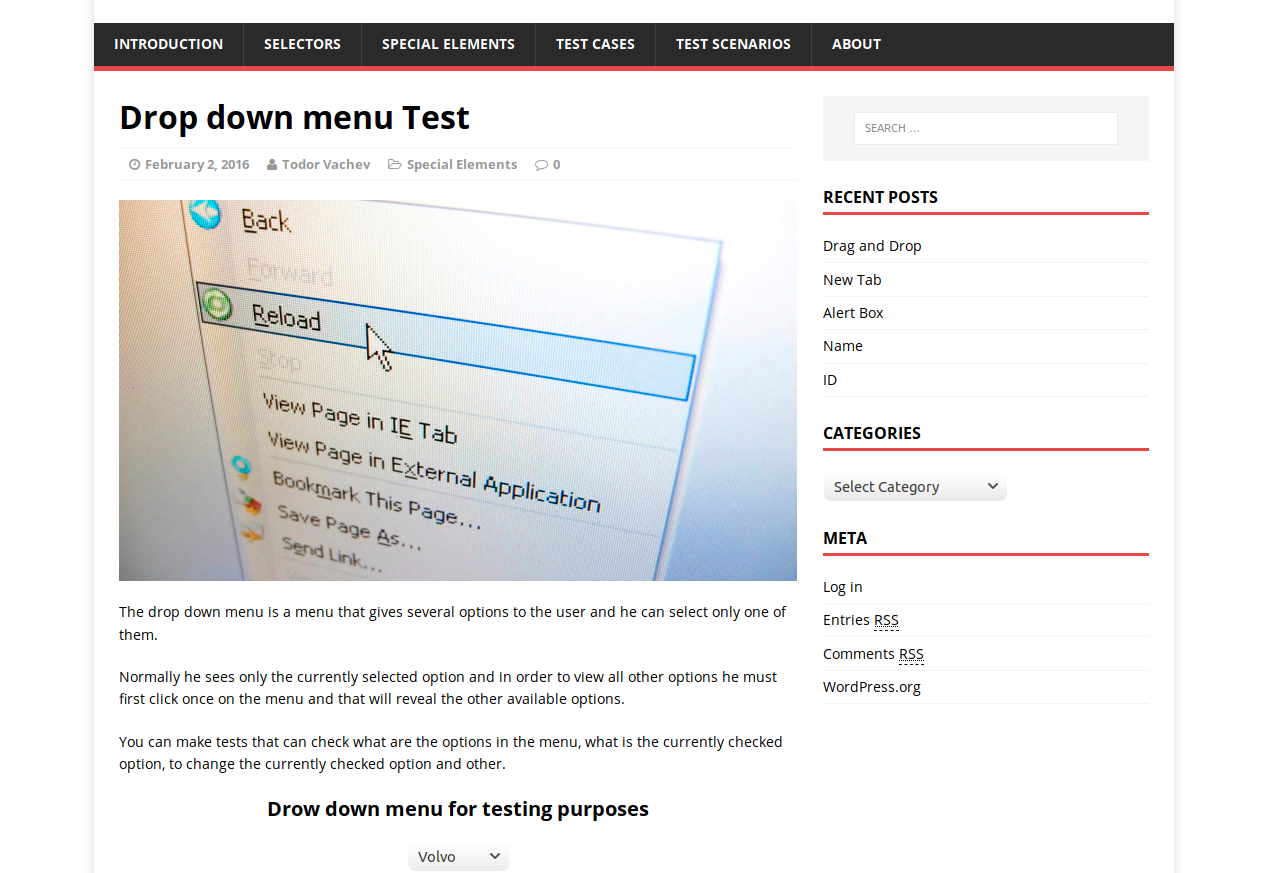 INTRODUCTION SELECTORS SPECIAL ELEMENTS TEST CASES TEST SCENARIOS ABOUT
Drop down menu Test
February 2, 2016 Todor Vachev Special Elements 0
Back
Forward
Reload
Stop
View Page in IE Tab
View Page in External Application
Bookmark This Page...
Save Page As...
Send Link...
The drop down menu is a menu that gives several options to the user and he can select only one of
them.
Normally he sees only the currently selected option and in order to view all other options he must
first click once on the menu and that will reveal the other available options.
You can make tests that can check what are the options in the menu, what is the currently checked
option, to change the currently checked option and other.
Drow down menu for testing purposes
Volvo
SEARCH …
RECENT POSTS
Drag and Drop
New Tab
Alert Box
Name
ID
CATEGORIES
Select Category
META
Log in
Entries RSS
Comments RSS
WordPress.org